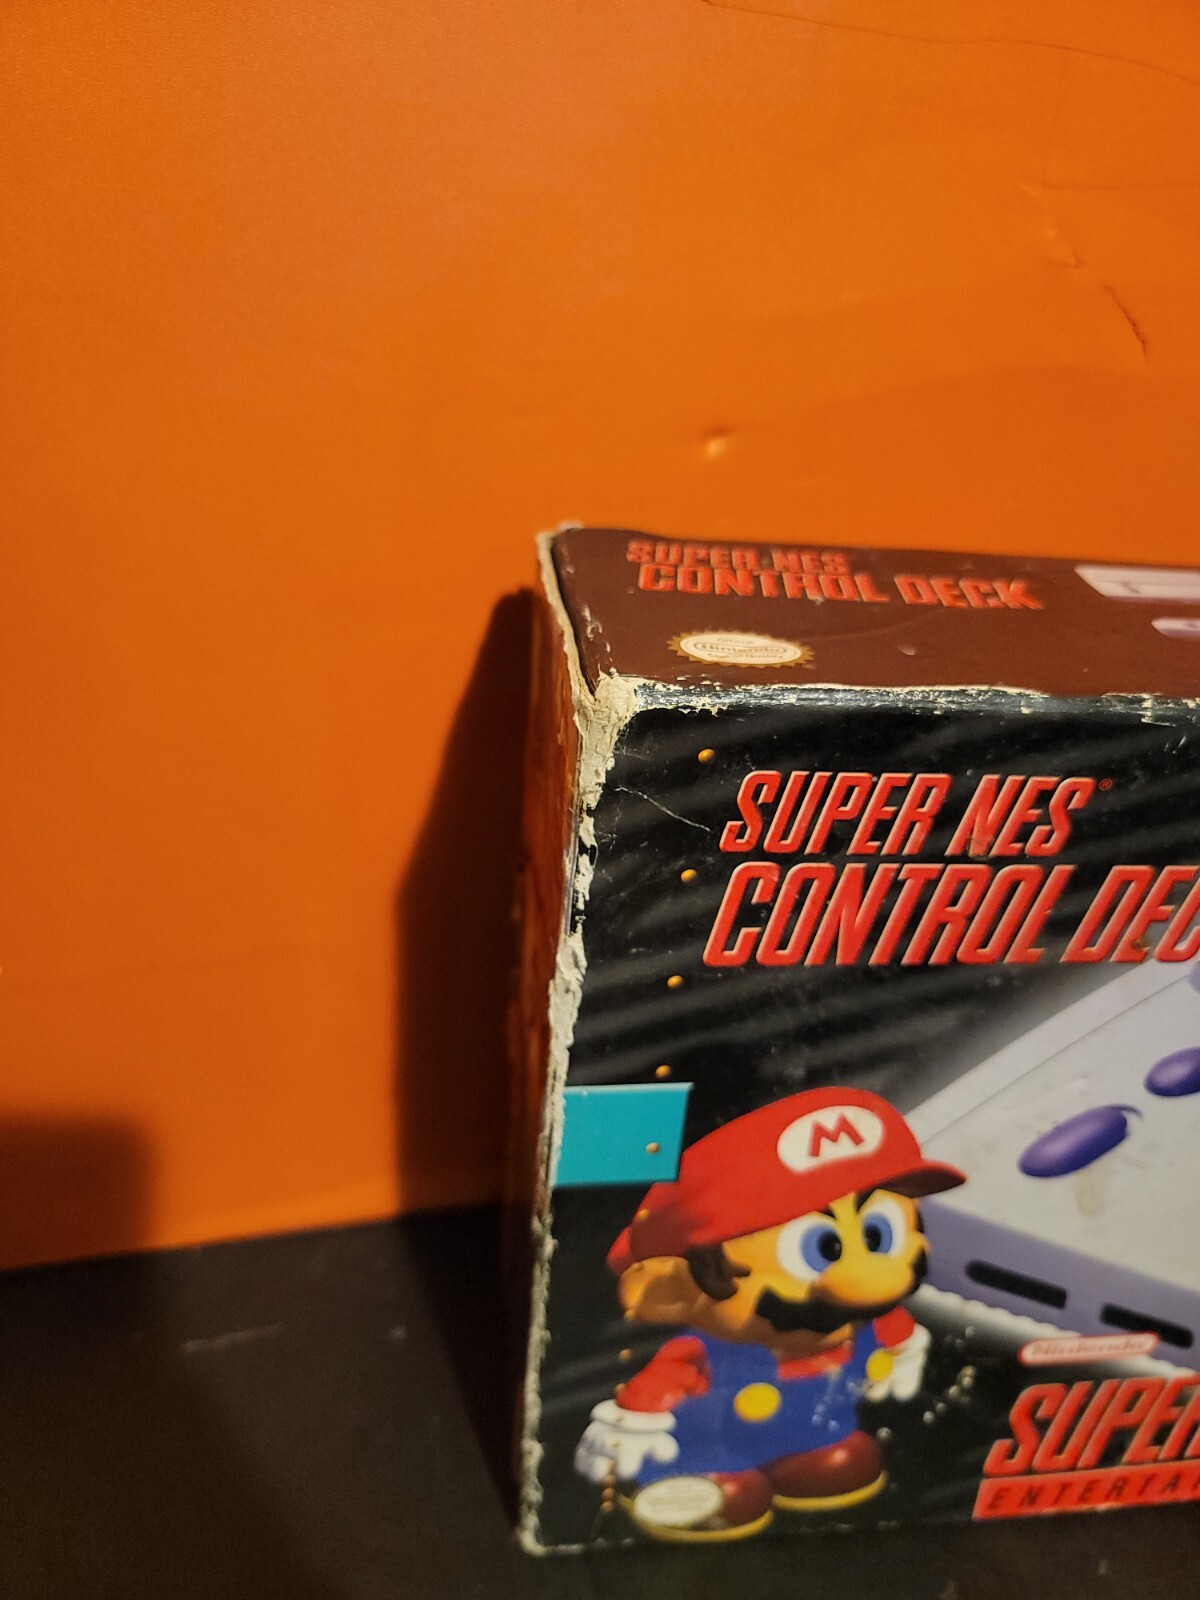 SUPER NES
CONTROL DECK
Nintendo
SUPER NES®
CONTROL DEC
M
Nintendo
SUPER
ENTERTA